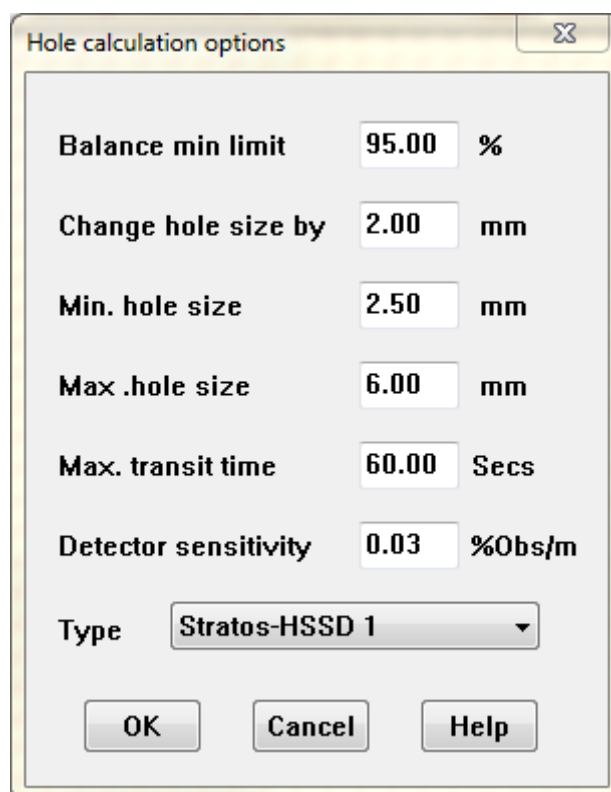 Hole calculation options
Balance min limit 95.00 %
Change hole size by 2.00 mm
Min. hole size 2.50 mm
Max .hole size 6.00 mm
Max. transit time 60.00 Secs
Detector sensitivity 0.03 %Obs/m
Type Stratos-HSSD 1
OK Cancel Help